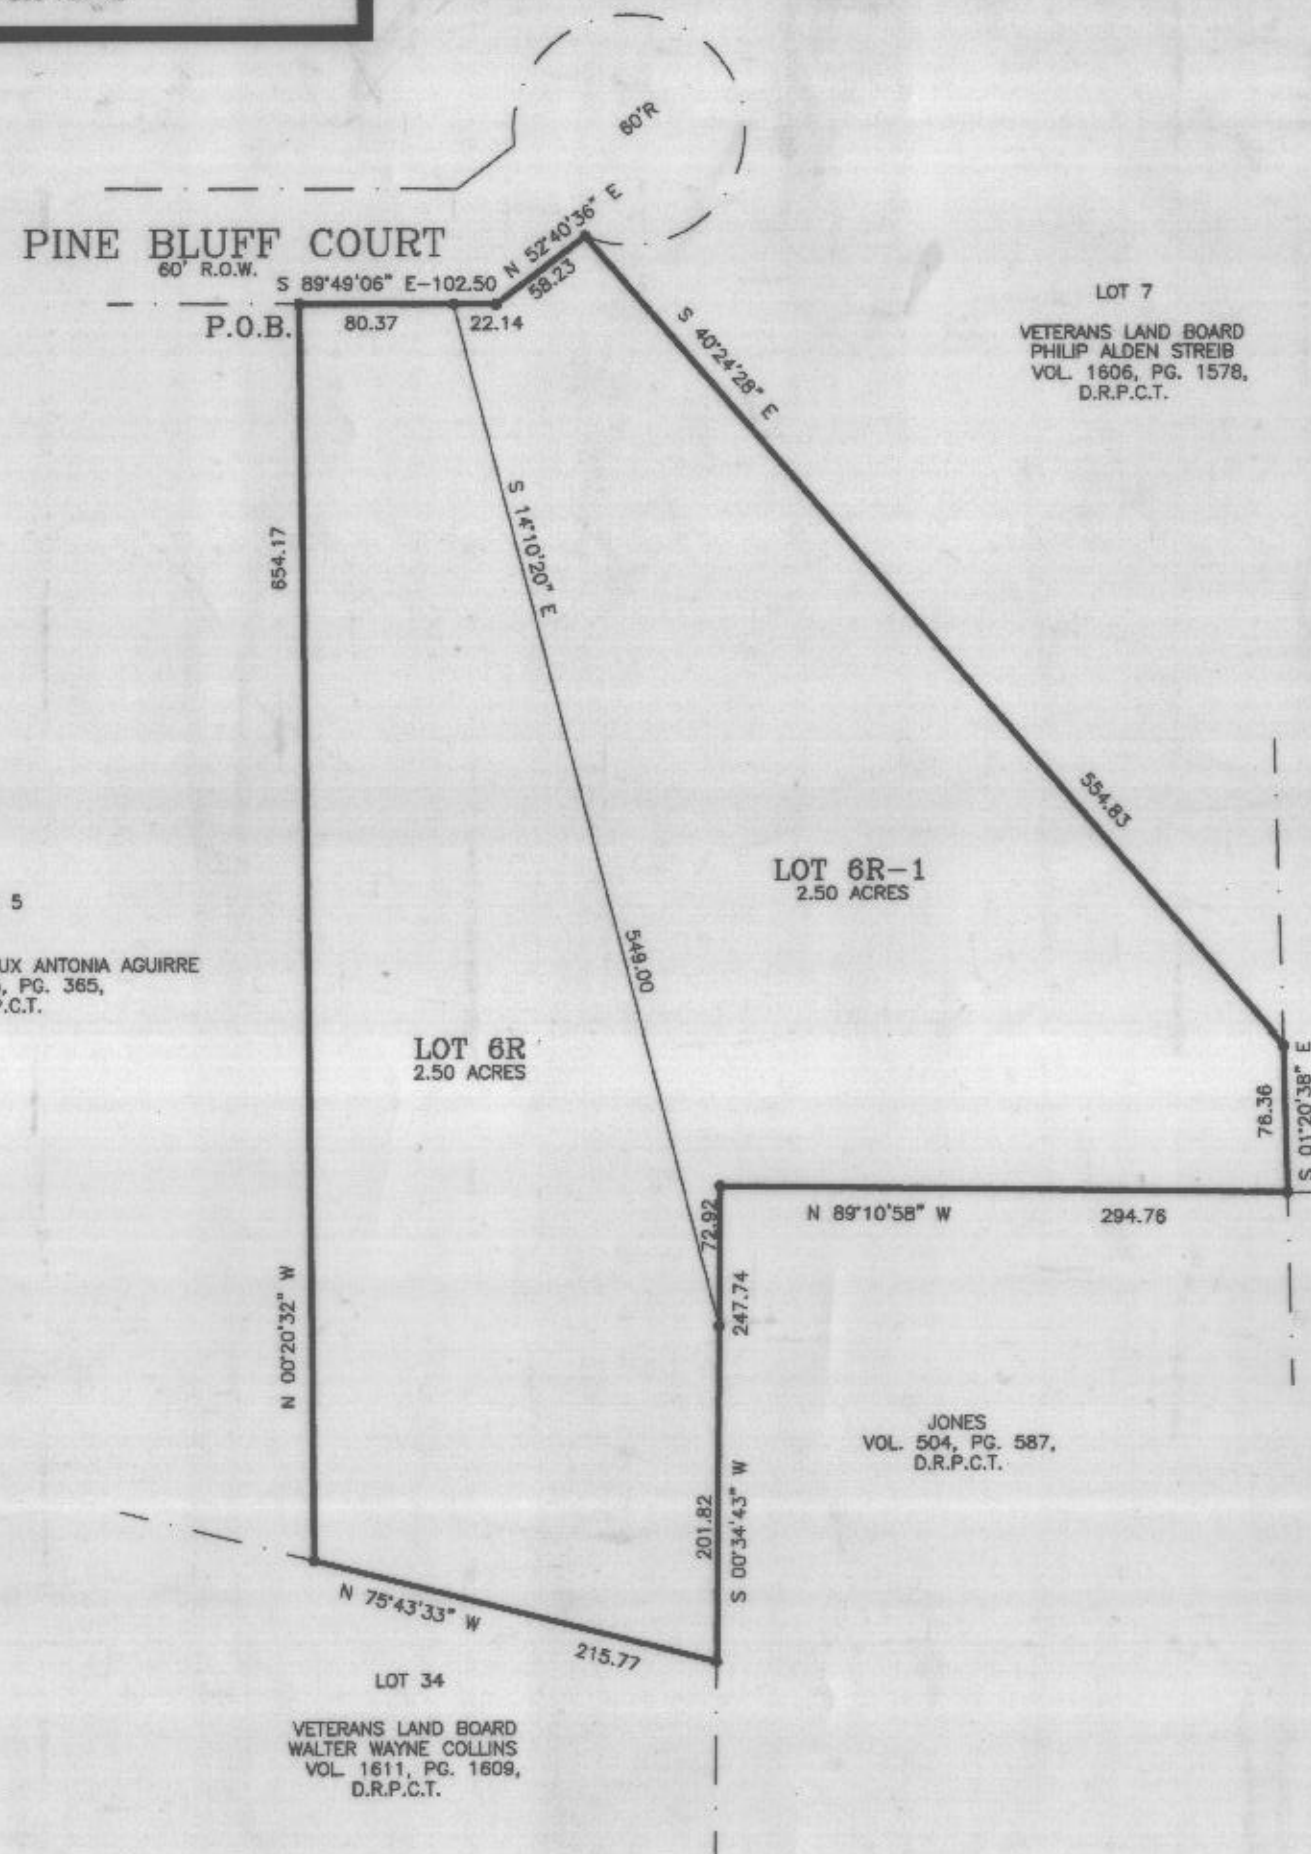 60'R
PINE BLUFF COURT
60' R.O.W.
S 89°49'06" E-102.50
N 52°40'36" E
58.23
P.O.B.
80.37
22.14
S 40°24'28" E
554.83
LOT 7
VETERANS LAND BOARD
PHILIP ALDEN STREIB
VOL. 1606, PG. 1578,
D.R.P.C.T.
654.17
N 00°20'32" W
S 14°10'20" E
549.00
LOT 6R-1
2.50 ACRES
5
UX ANTONIA AGUIRRE
, PG. 365,
.C.T.
LOT 6R
2.50 ACRES
76.36
S 01°20'38" E
N 89°10'58" W
294.76
72.92
247.74
201.82
S 00°34'43" W
JONES
VOL. 504, PG. 587,
D.R.P.C.T.
N 75°43'33" W
215.77
LOT 34
VETERANS LAND BOARD
WALTER WAYNE COLLINS
VOL. 1611, PG. 1609,
D.R.P.C.T.